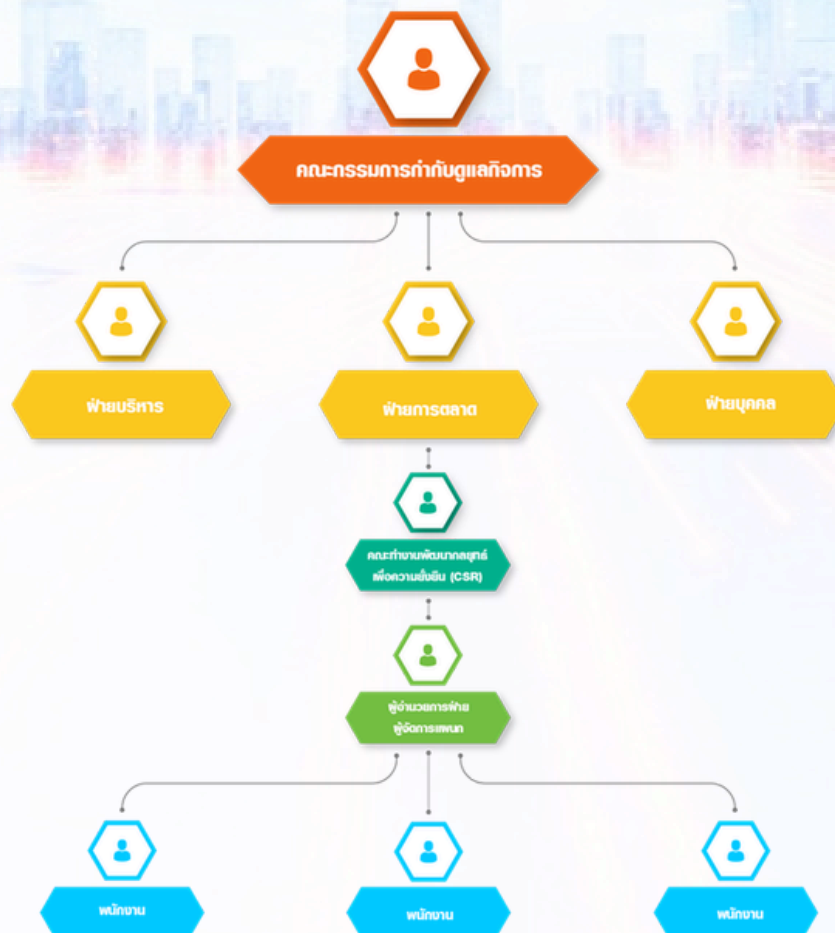 คณะกรรมการกำกับดูแลกิจการ
ฝ่ายบริหาร
ฝ่ายการตลาด
ฝ่ายบุคคล
คณะทำงานพัฒนากลยุทธ์
เพื่อความยั่งยืน (CSR)
ผู้อำนวยการฝ่าย
ผู้จัดการแผนก
พนักงาน
พนักงาน
พนักงาน